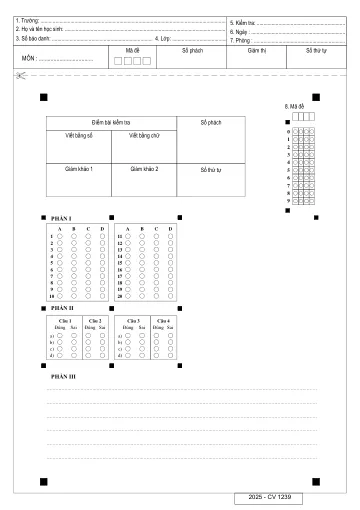 1. Trường: ........................................................................
2. Họ và tên học sinh: ........................................................
3. Số báo danh: .................................................. 4. Lớp: ..........................
5. Kiểm tra: ..................................................
6. Ngày : ..................................................
7. Phòng : ..................................................
MÔN : .............................
Mã đề
Số phách
Giám thị
Số thứ tự
8. Mã đề
Điểm bài kiểm tra
Số phách
Viết bằng số
Viết bằng chữ
Giám khảo 1
Giám khảo 2
Số thứ tự
0
1
2
3
4
5
6
7
8
9
PHẦN I
A B C D
1
2
3
4
5
6
7
8
9
10
A B C D
11
12
13
14
15
16
17
18
19
20
PHẦN II
Câu 1 Câu 2
Đúng Sai Đúng Sai
a)
b)
c)
d)
Câu 3 Câu 4
Đúng Sai Đúng Sai
a)
b)
c)
d)
PHẦN III
2025 - CV 1239